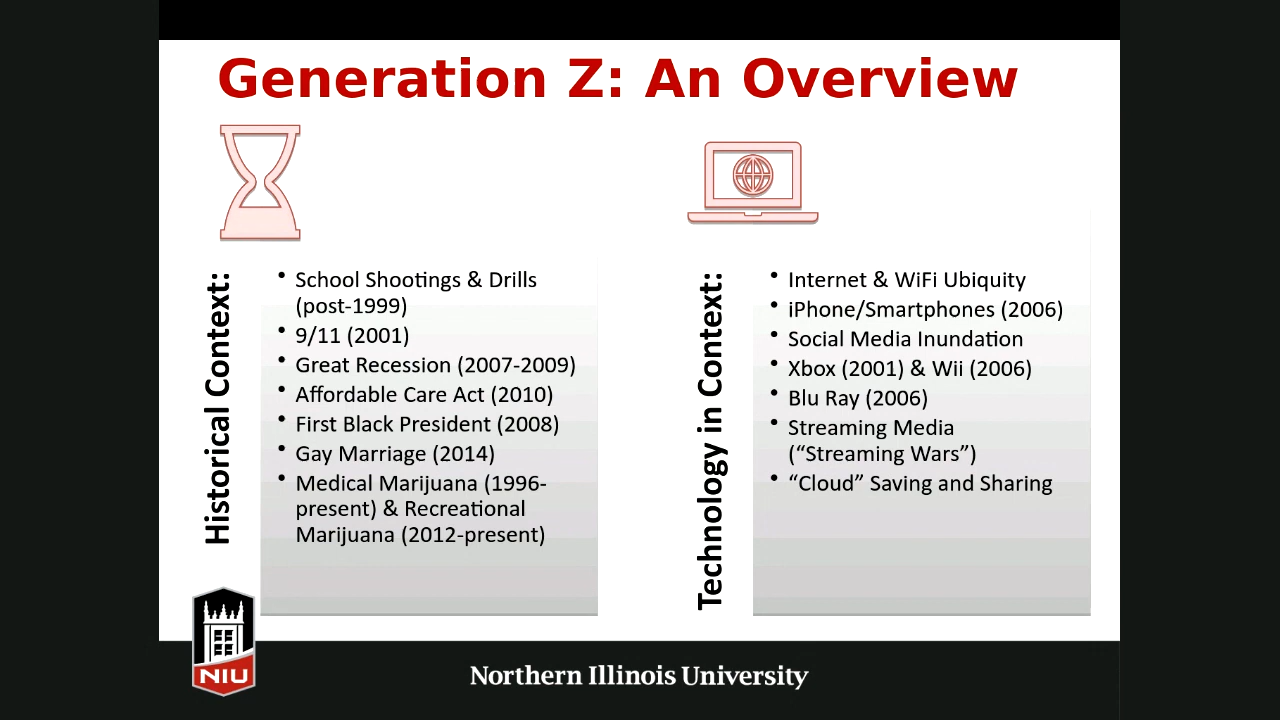 Generation Z: An Overview
Historical Context:
• School Shootings & Drills
(post-1999)
• 9/11 (2001)
• Great Recession (2007-2009)
• Affordable Care Act (2010)
• First Black President (2008)
• Gay Marriage (2014)
• Medical Marijuana (1996-
present) & Recreational
Marijuana (2012-present)
Technology in Context:
• Internet & WiFi Ubiquity
• iPhone/Smartphones (2006)
• Social Media Inundation
• Xbox (2001) & Wii (2006)
• Blu Ray (2006)
• Streaming Media
(“Streaming Wars”)
• “Cloud” Saving and Sharing
NIU
Northern Illinois University